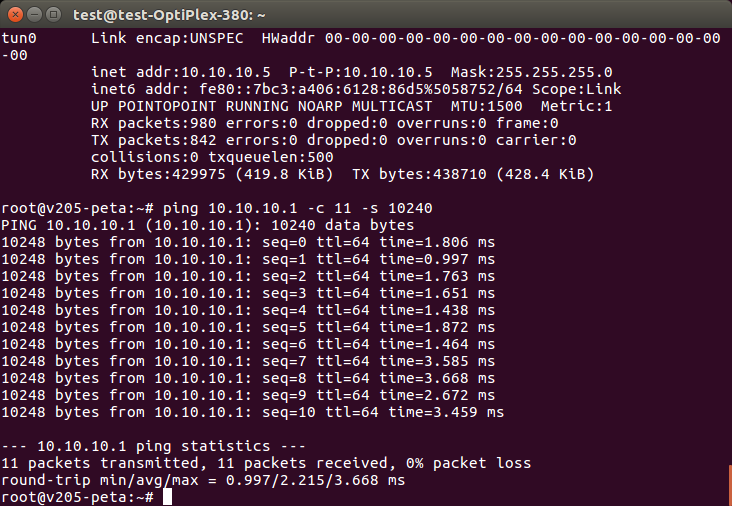 test@test-OptiPlex-380: ~
tun0      Link encap:UNSPEC  HWaddr 00-00-00-00-00-00-00-00-00-00-00-00-00-00-00
-00
          inet addr:10.10.10.5  P-t-P:10.10.10.5  Mask:255.255.255.0
          inet6 addr: fe80::7bc3:a406:6128:86d5%5058752/64 Scope:Link
          UP POINTOPOINT RUNNING NOARP MULTICAST  MTU:1500  Metric:1
          RX packets:980 errors:0 dropped:0 overruns:0 frame:0
          TX packets:842 errors:0 dropped:0 overruns:0 carrier:0
          collisions:0 txqueuelen:500
          RX bytes:429975 (419.8 KiB)  TX bytes:438710 (428.4 KiB)
root@v205-peta:~# ping 10.10.10.1 -c 11 -s 10240
PING 10.10.10.1 (10.10.10.1): 10240 data bytes
10248 bytes from 10.10.10.1: seq=0 ttl=64 time=1.806 ms
10248 bytes from 10.10.10.1: seq=1 ttl=64 time=0.997 ms
10248 bytes from 10.10.10.1: seq=2 ttl=64 time=1.763 ms
10248 bytes from 10.10.10.1: seq=3 ttl=64 time=1.651 ms
10248 bytes from 10.10.10.1: seq=4 ttl=64 time=1.438 ms
10248 bytes from 10.10.10.1: seq=5 ttl=64 time=1.872 ms
10248 bytes from 10.10.10.1: seq=6 ttl=64 time=1.464 ms
10248 bytes from 10.10.10.1: seq=7 ttl=64 time=3.585 ms
10248 bytes from 10.10.10.1: seq=8 ttl=64 time=3.668 ms
10248 bytes from 10.10.10.1: seq=9 ttl=64 time=2.672 ms
10248 bytes from 10.10.10.1: seq=10 ttl=64 time=3.459 ms
--- 10.10.10.1 ping statistics ---
11 packets transmitted, 11 packets received, 0% packet loss
round-trip min/avg/max = 0.997/2.215/3.668 ms
root@v205-peta:~#